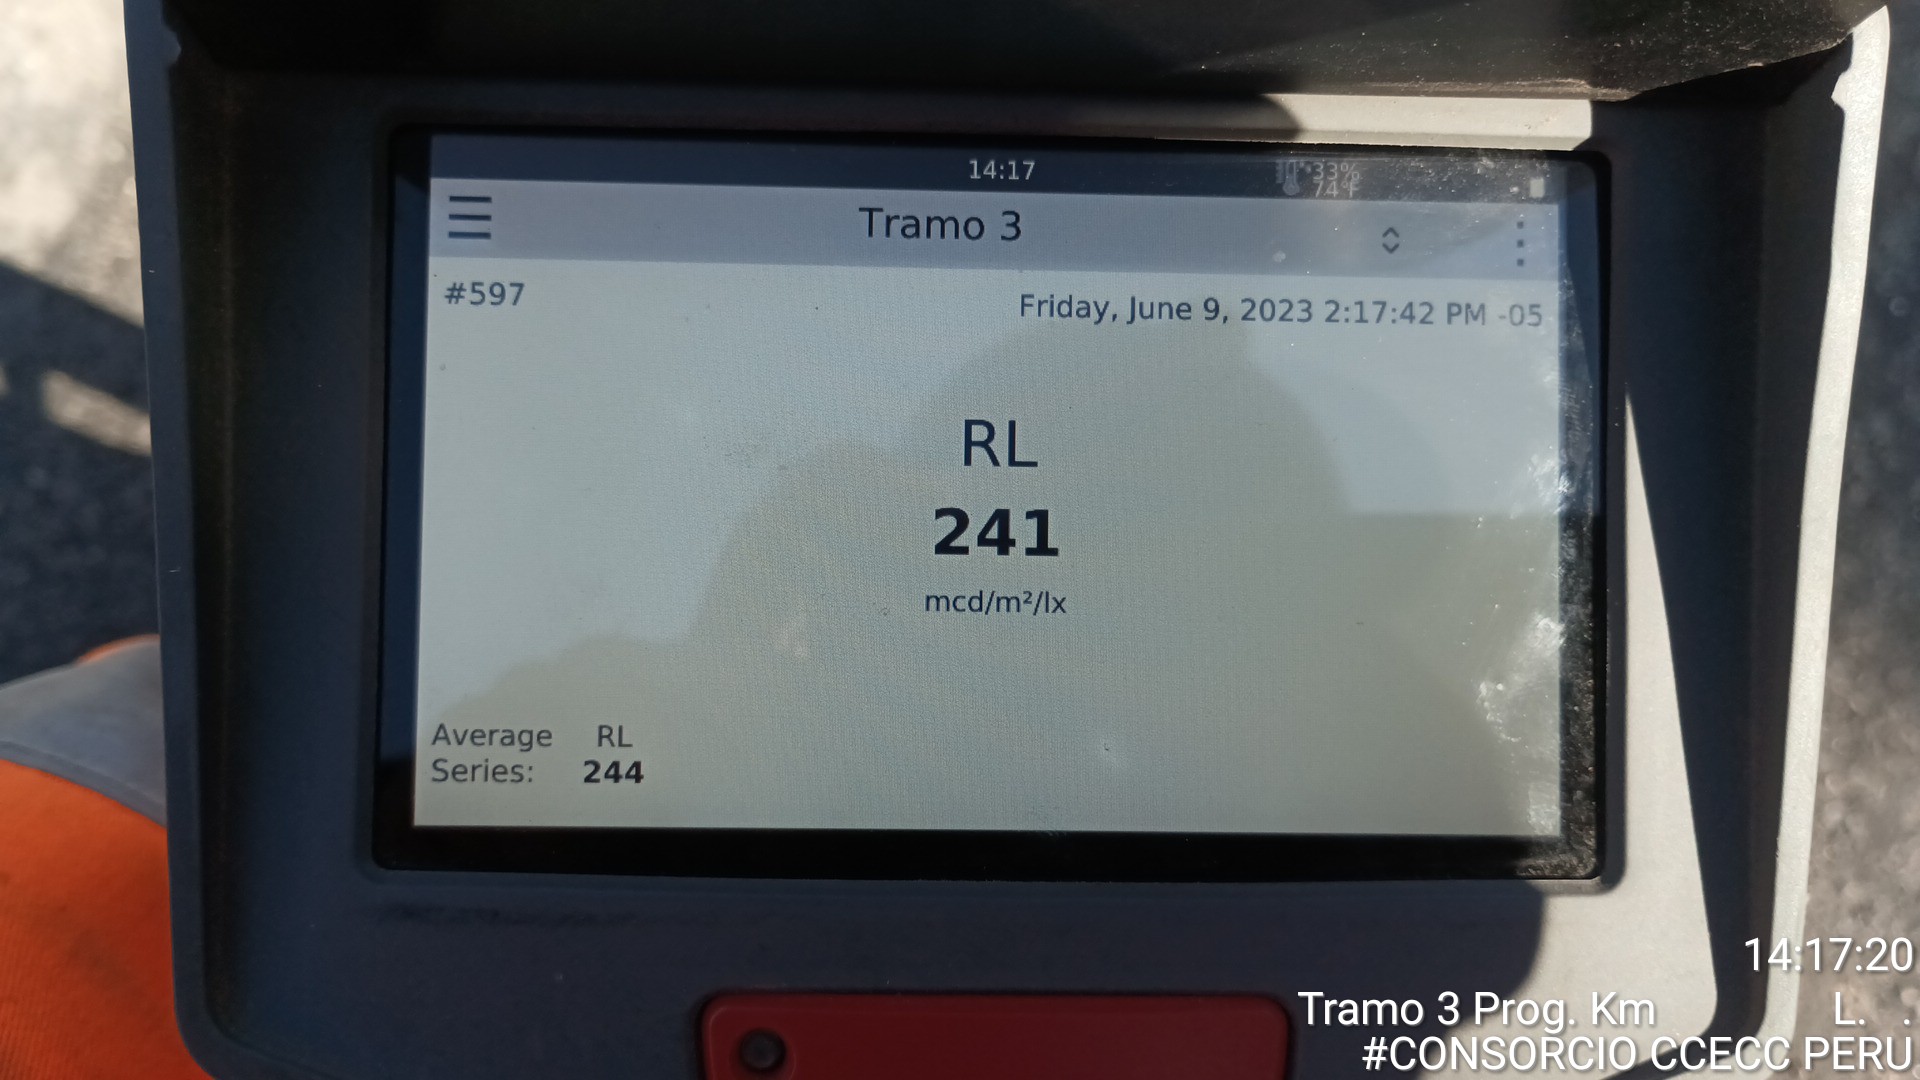 14:17
33%
74°F
Tramo 3
#597
Friday, June 9, 2023 2:17:42 PM -05
RL
241
mcd/m²/lx
Average RL
Series: 244
14:17:20
Tramo 3 Prog. Km L. .
#CONSORCIO CCECC PERU